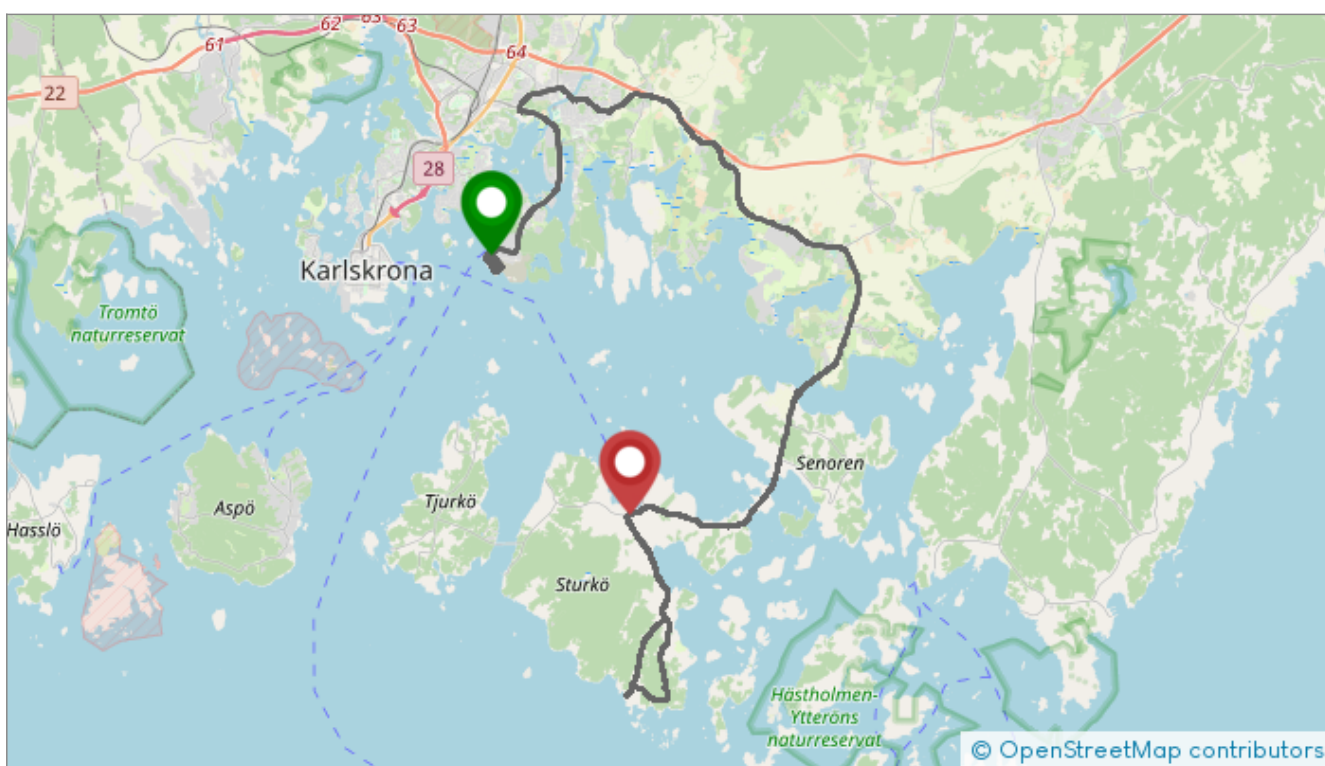 62
63
63
61
64
22
28
Karlskrona
Tromtö
naturreservat
Senoren
Tjurkö
Aspö
Hasslö
Sturkö
Hästholmen-
Ytteröns
naturreservat
© OpenStreetMap contributors